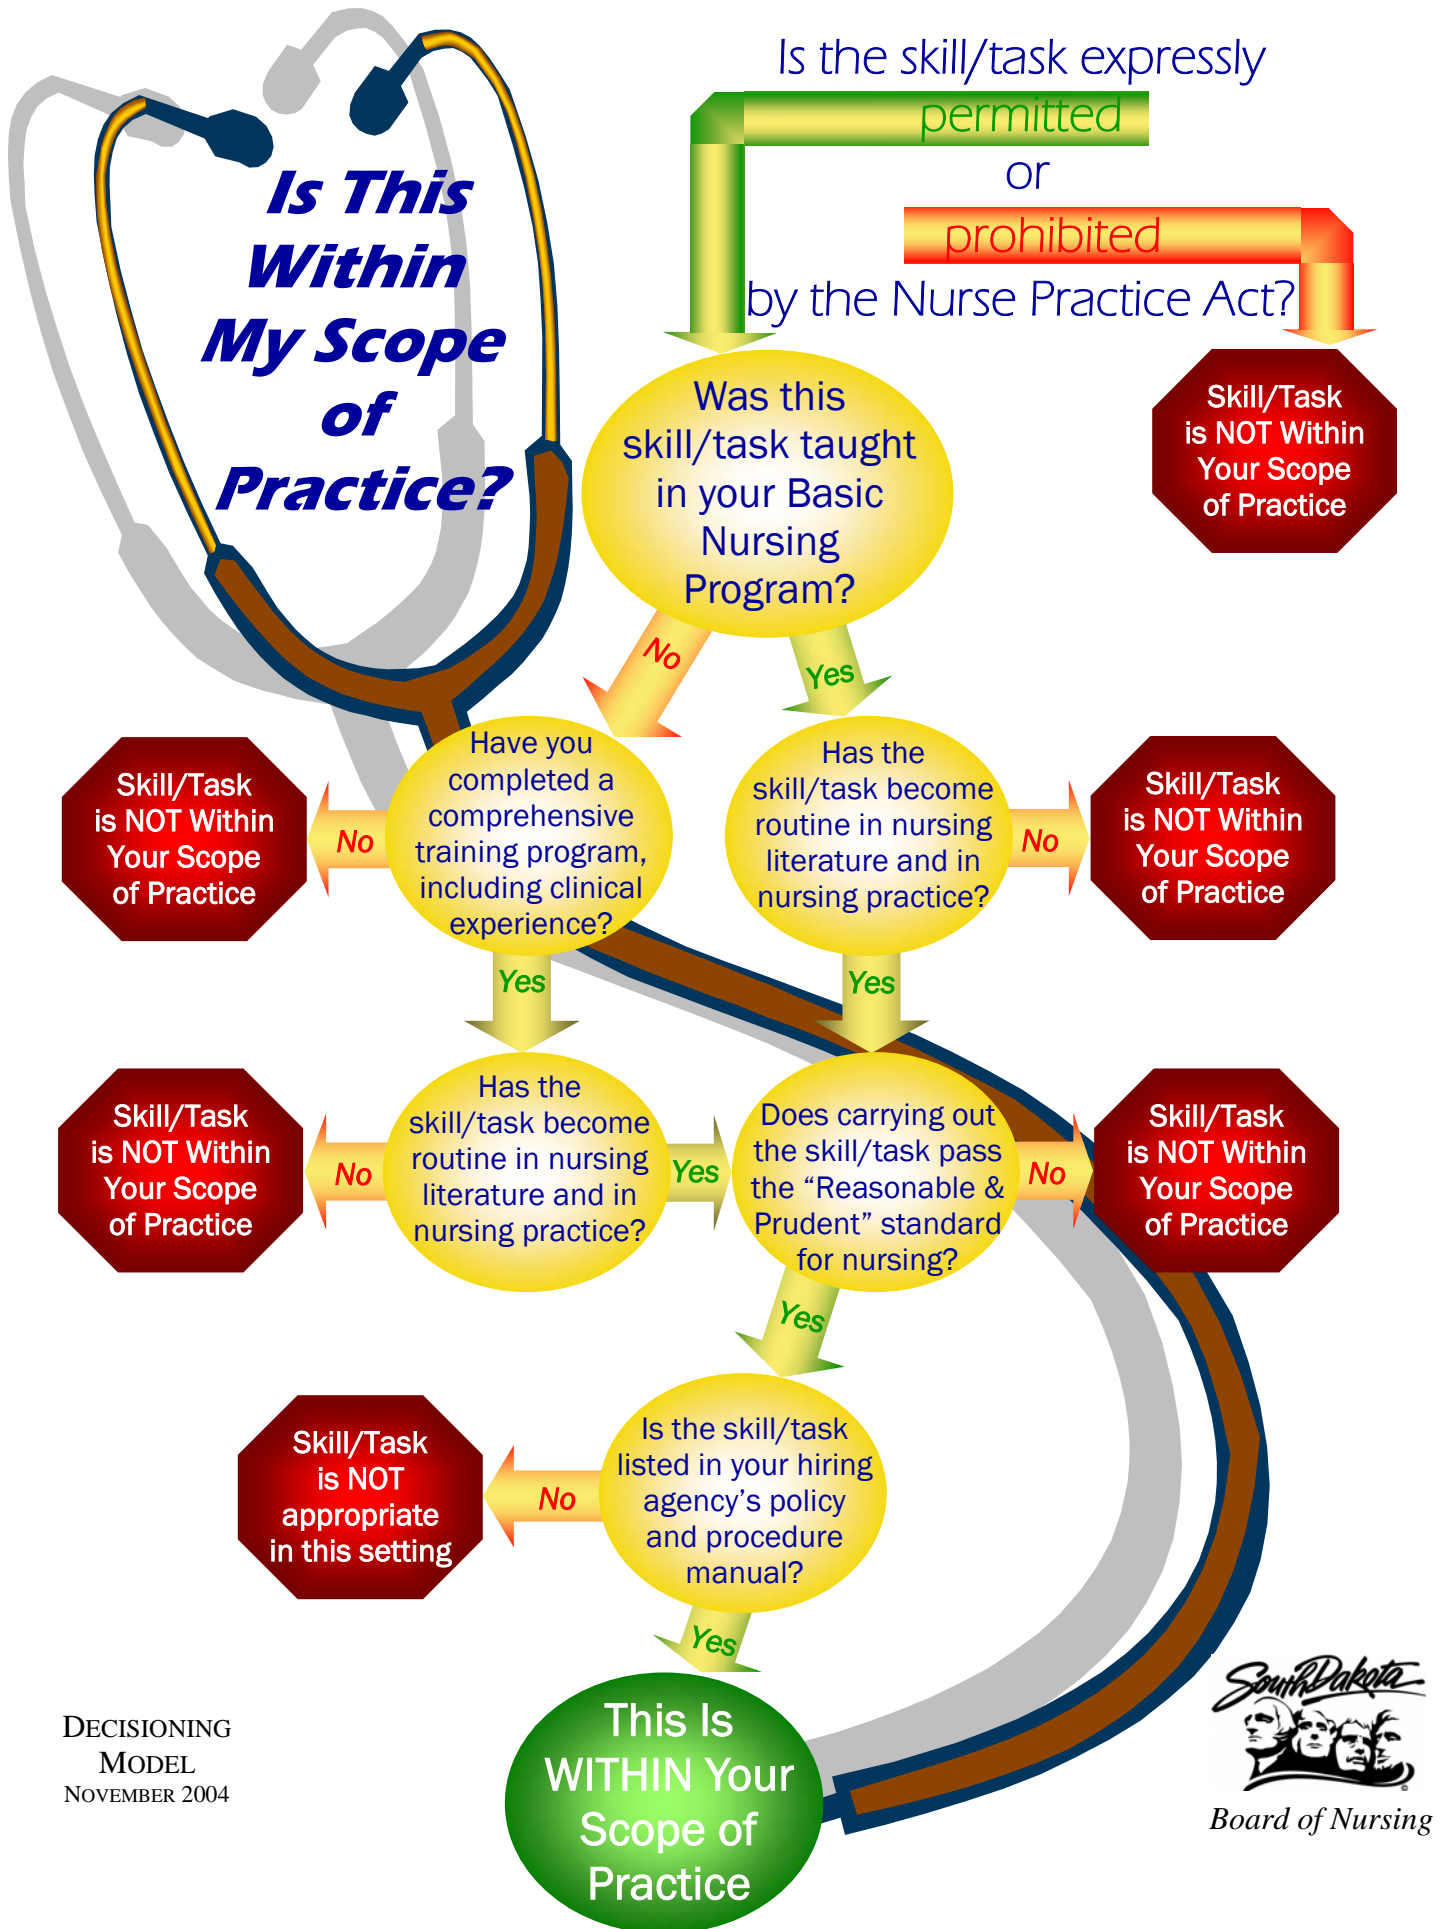 Is This
Within
My Scope
of
Practice?
Is the skill/task expressly
permitted
or
prohibited
by the Nurse Practice Act?
Skill/Task
is NOT Within
Your Scope
of Practice
Was this
skill/task taught
in your Basic
Nursing
Program?
No
Yes
Skill/Task
is NOT Within
Your Scope
of Practice
No
Have you
completed a
comprehensive
training program,
including clinical
experience?
Has the
skill/task become
routine in nursing
literature and in
nursing practice?
No
Skill/Task
is NOT Within
Your Scope
of Practice
Yes
Yes
Skill/Task
is NOT Within
Your Scope
of Practice
No
Has the
skill/task become
routine in nursing
literature and in
nursing practice?
Yes
Does carrying out
the skill/task pass
the “Reasonable &
Prudent” standard
for nursing?
No
Skill/Task
is NOT Within
Your Scope
of Practice
Yes
Skill/Task
is NOT
appropriate
in this setting
No
Is the skill/task
listed in your hiring
agency’s policy
and procedure
manual?
Yes
This Is
WITHIN Your
Scope of
Practice
DECISIONING
MODEL
NOVEMBER 2004
South Dakota
©
Board of Nursing